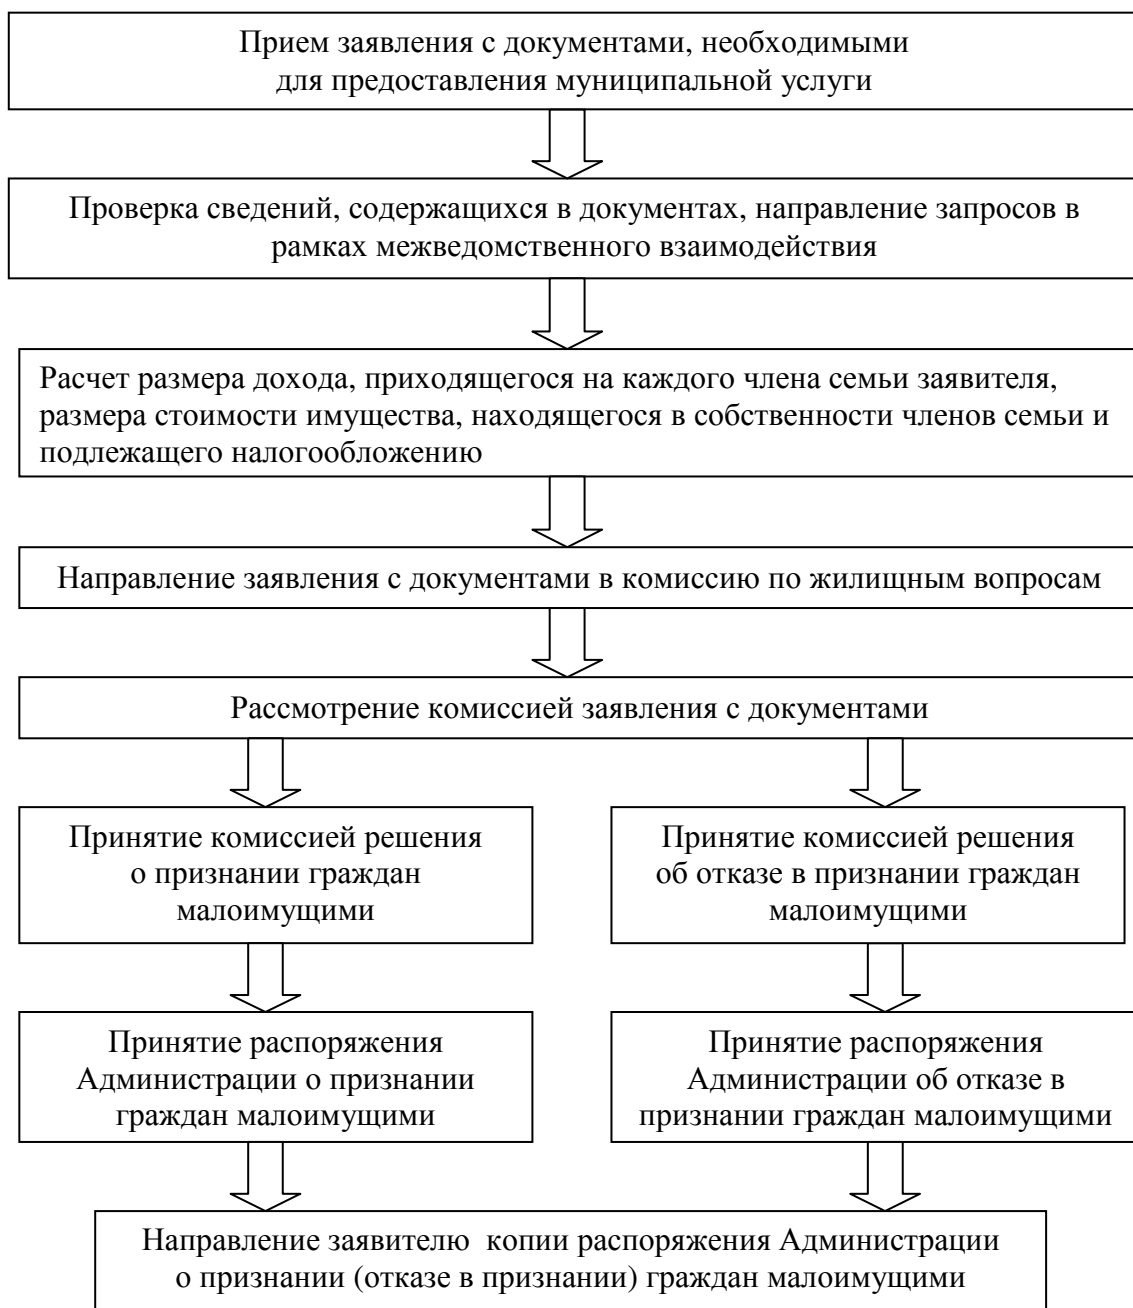 Прием заявления с документами, необходимыми
для предоставления муниципальной услуги
Проверка сведений, содержащихся в документах, направление запросов в
рамках межведомственного взаимодействия
Расчет размера дохода, приходящегося на каждого члена семьи заявителя,
размера стоимости имущества, находящегося в собственности членов семьи и
подлежащего налогообложению
Направление заявления с документами в комиссию по жилищным вопросам
Рассмотрение комиссией заявления с документами
Принятие комиссией решения
о признании граждан
малоимущими
Принятие комиссией решения
об отказе в признании граждан
малоимущими
Принятие распоряжения
Администрации о признании
граждан малоимущими
Принятие распоряжения
Администрации об отказе в
признании граждан малоимущими
Направление заявителю копии распоряжения Администрации
о признании (отказе в признании) граждан малоимущими